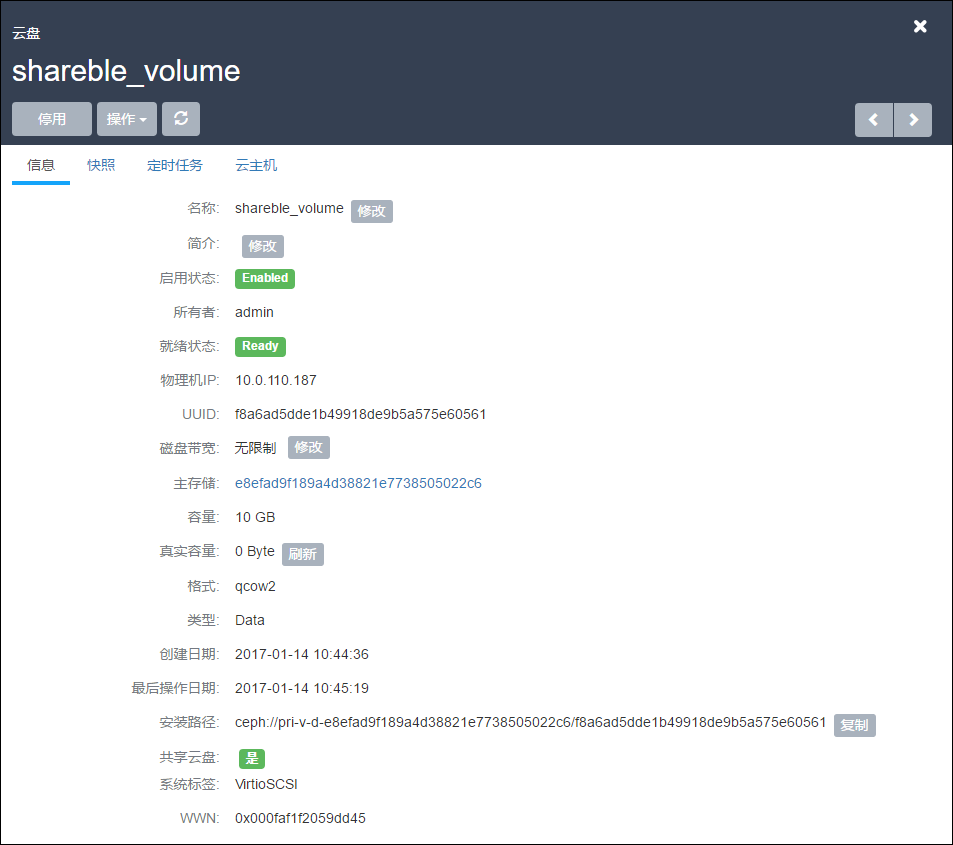 云盘
shareble_volume
停用 操作
信息 快照 定时任务 云主机
名称: shareble_volume 修改
简介: 修改
启用状态: Enabled
所有者: admin
就绪状态: Ready
物理机IP: 10.0.110.187
UUID: f8a6ad5dde1b49918de9b5a575e60561
磁盘带宽: 无限制 修改
主存储: e8efad9f189a4d38821e7738505022c6
容量: 10 GB
真实容量: 0 Byte 刷新
格式: qcow2
类型: Data
创建日期: 2017-01-14 10:44:36
最后操作日期: 2017-01-14 10:45:19
安装路径: ceph://pri-v-d-e8efad9f189a4d38821e7738505022c6/f8a6ad5dde1b49918de9b5a575e60561 复制
共享云盘: 是
系统标签: VirtioSCSI
WWN: 0x000faf1f2059dd45